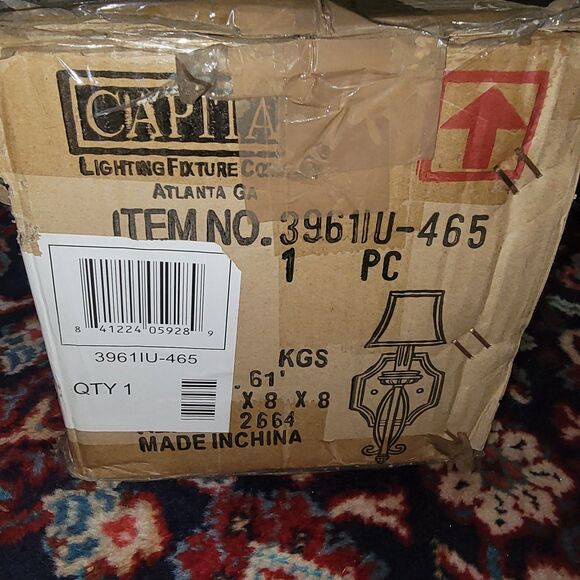 CAPITA
LIGHTING FIXTURE CO
ATLANTA GA
ITEM NO. 3961IU-465
1 PC
8 41224 05928 9
3961IU-465
QTY 1
KGS
.61'
X 8 X 8
2664
MADE IN CHINA